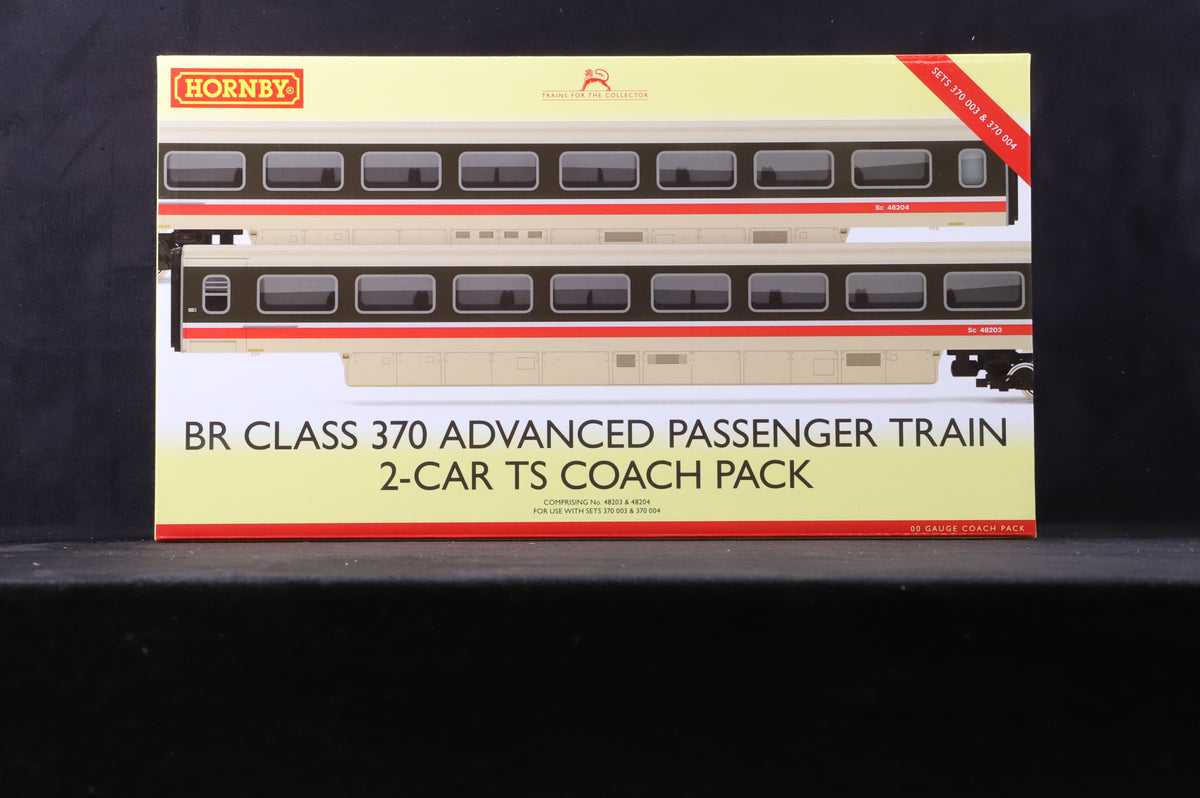 HORNBY®
TRAINS FOR THE COLLECTOR
SETS 370 003 & 370 004
Sc 48204
Sc 48203
BR CLASS 370 ADVANCED PASSENGER TRAIN
2-CAR TS COACH PACK
COMPRISING No. 48203 & 48204
FOR USE WITH SETS 370 003 & 370 004
00 GAUGE COACH PACK